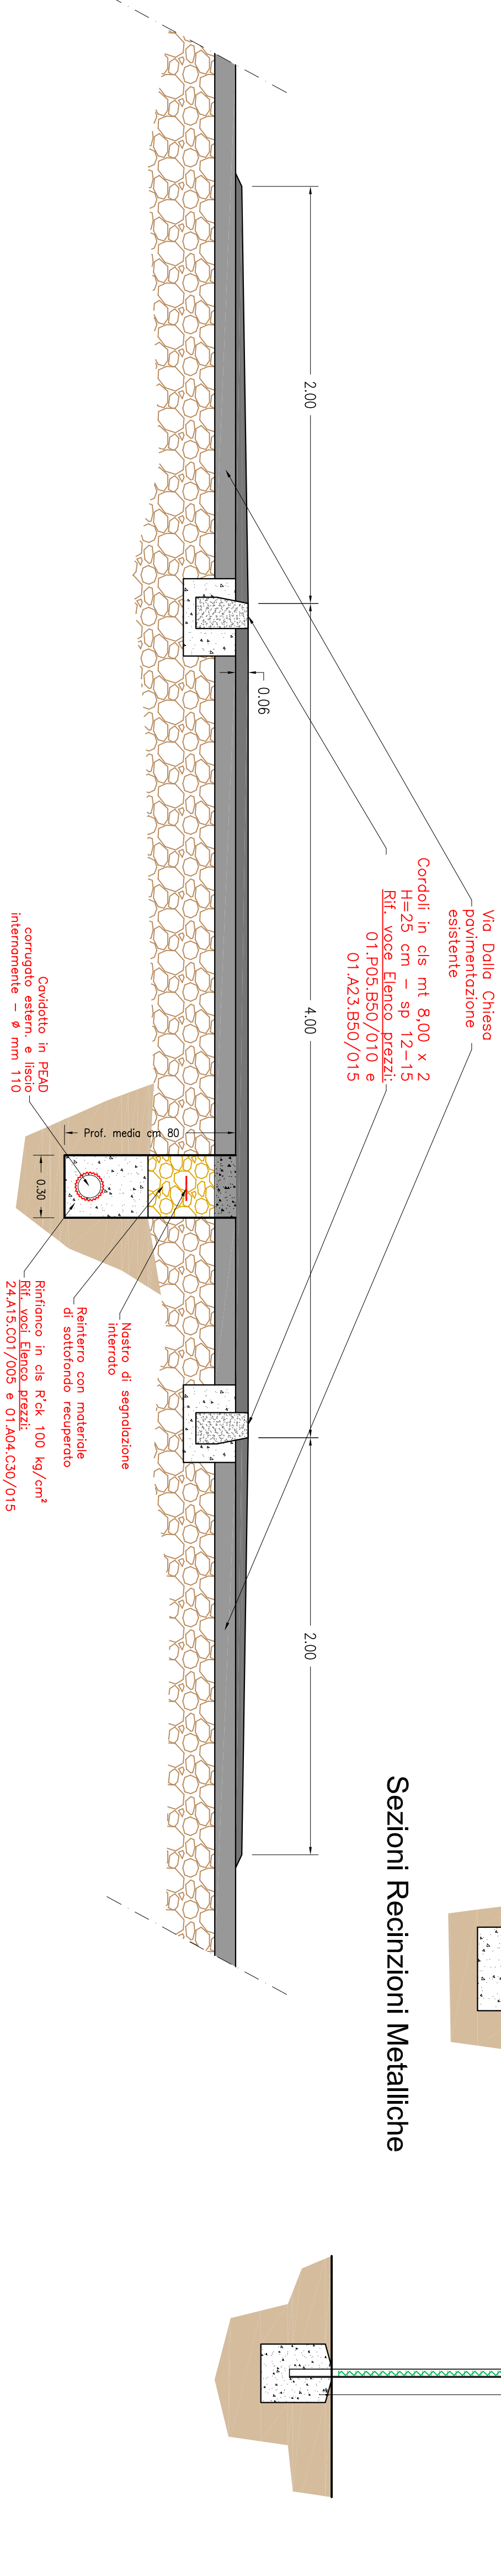 Via Dalla Chiesa
pavimentazione
esistente
Cordoli in cls mt 8,00 x 2
H=25 cm - sp 12-15
Rif. voce Elenco prezzi:
01.P05.B50/010 e
01.A23.B50/015
2.00
4.00
2.00
0.06
Prof. media cm 80
0.30
Cavidotto in PEAD
corrugato estern. e liscio
internamente - ø mm 110
Nastro di segnalazione
interrato
Reinterro con materiale
di sottofondo recuperato
Rinfianco in cls R'ck 100 kg/cm²
Rif. voci Elenco prezzi:
24.A15.C01/005 e 01.A04.C30/015
Sezioni Recinzioni Metalliche